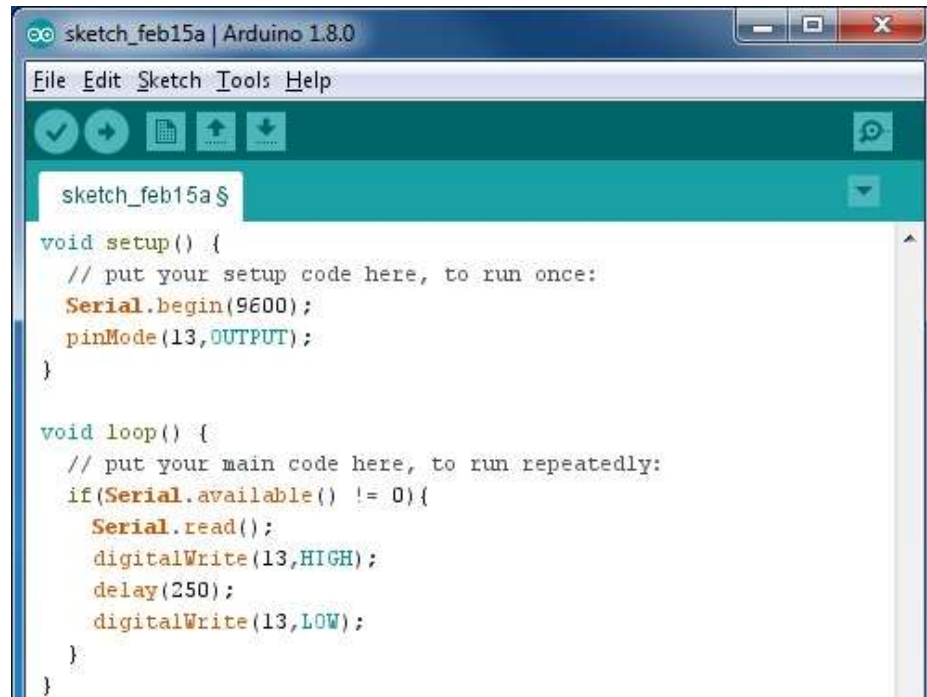 sketch_feb15a | Arduino 1.8.0
File Edit Sketch Tools Help
sketch_feb15a §
void setup() {
  // put your setup code here, to run once:
  Serial.begin(9600);
  pinMode(13,OUTPUT);
}

void loop() {
  // put your main code here, to run repeatedly:
  if(Serial.available() != 0){
    Serial.read();
    digitalWrite(13,HIGH);
    delay(250);
    digitalWrite(13,LOW);
  }
}